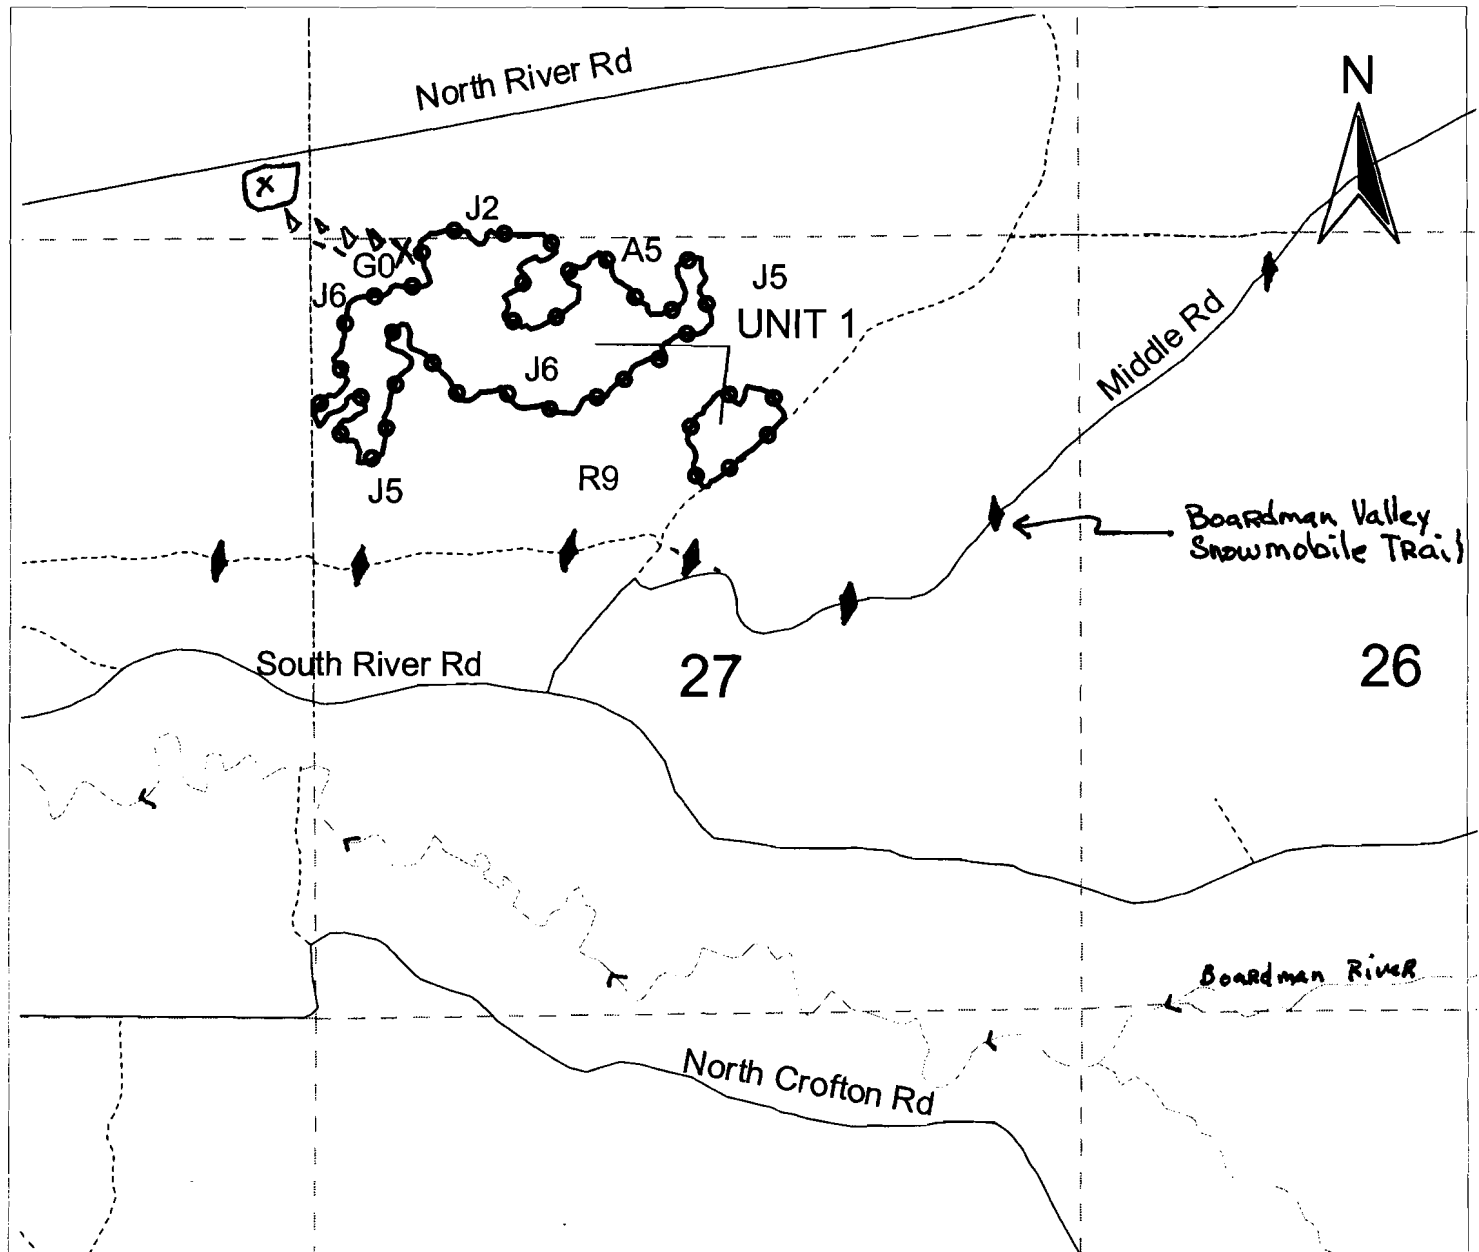 North River Rd
N
X
J2
X
G0
A5
J5
J6
UNIT 1
J6
Middle Rd
R9
J5
Boardman Valley
Snowmobile TRail
South River Rd
27
26
Boardman RiveR
North Crofton Rd